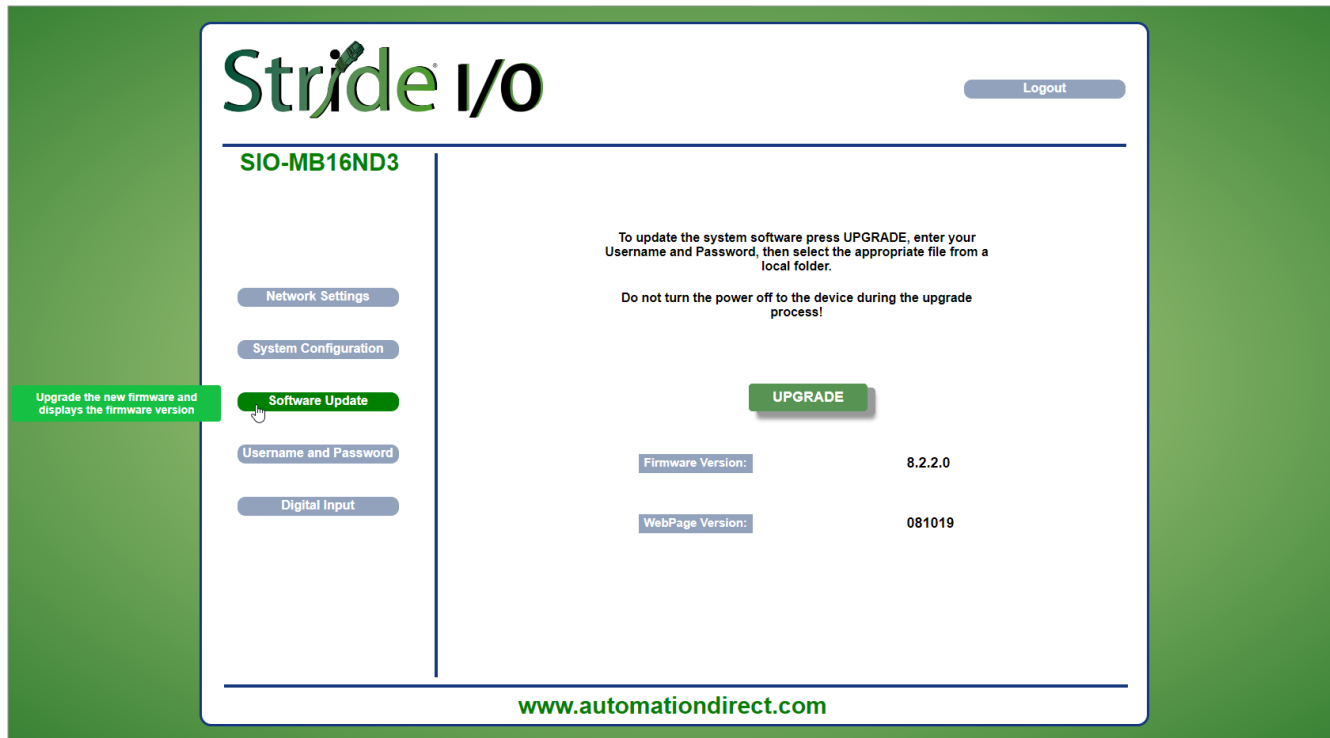 Stride I/O
Logout
SIO-MB16ND3
To update the system software press UPGRADE, enter your
Username and Password, then select the appropriate file from a
local folder.
Do not turn the power off to the device during the upgrade
process!
Network Settings
System Configuration
Upgrade the new firmware and
displays the firmware version
Software Update
UPGRADE
Username and Password
Firmware Version: 8.2.2.0
Digital Input
WebPage Version: 081019
www.automationdirect.com